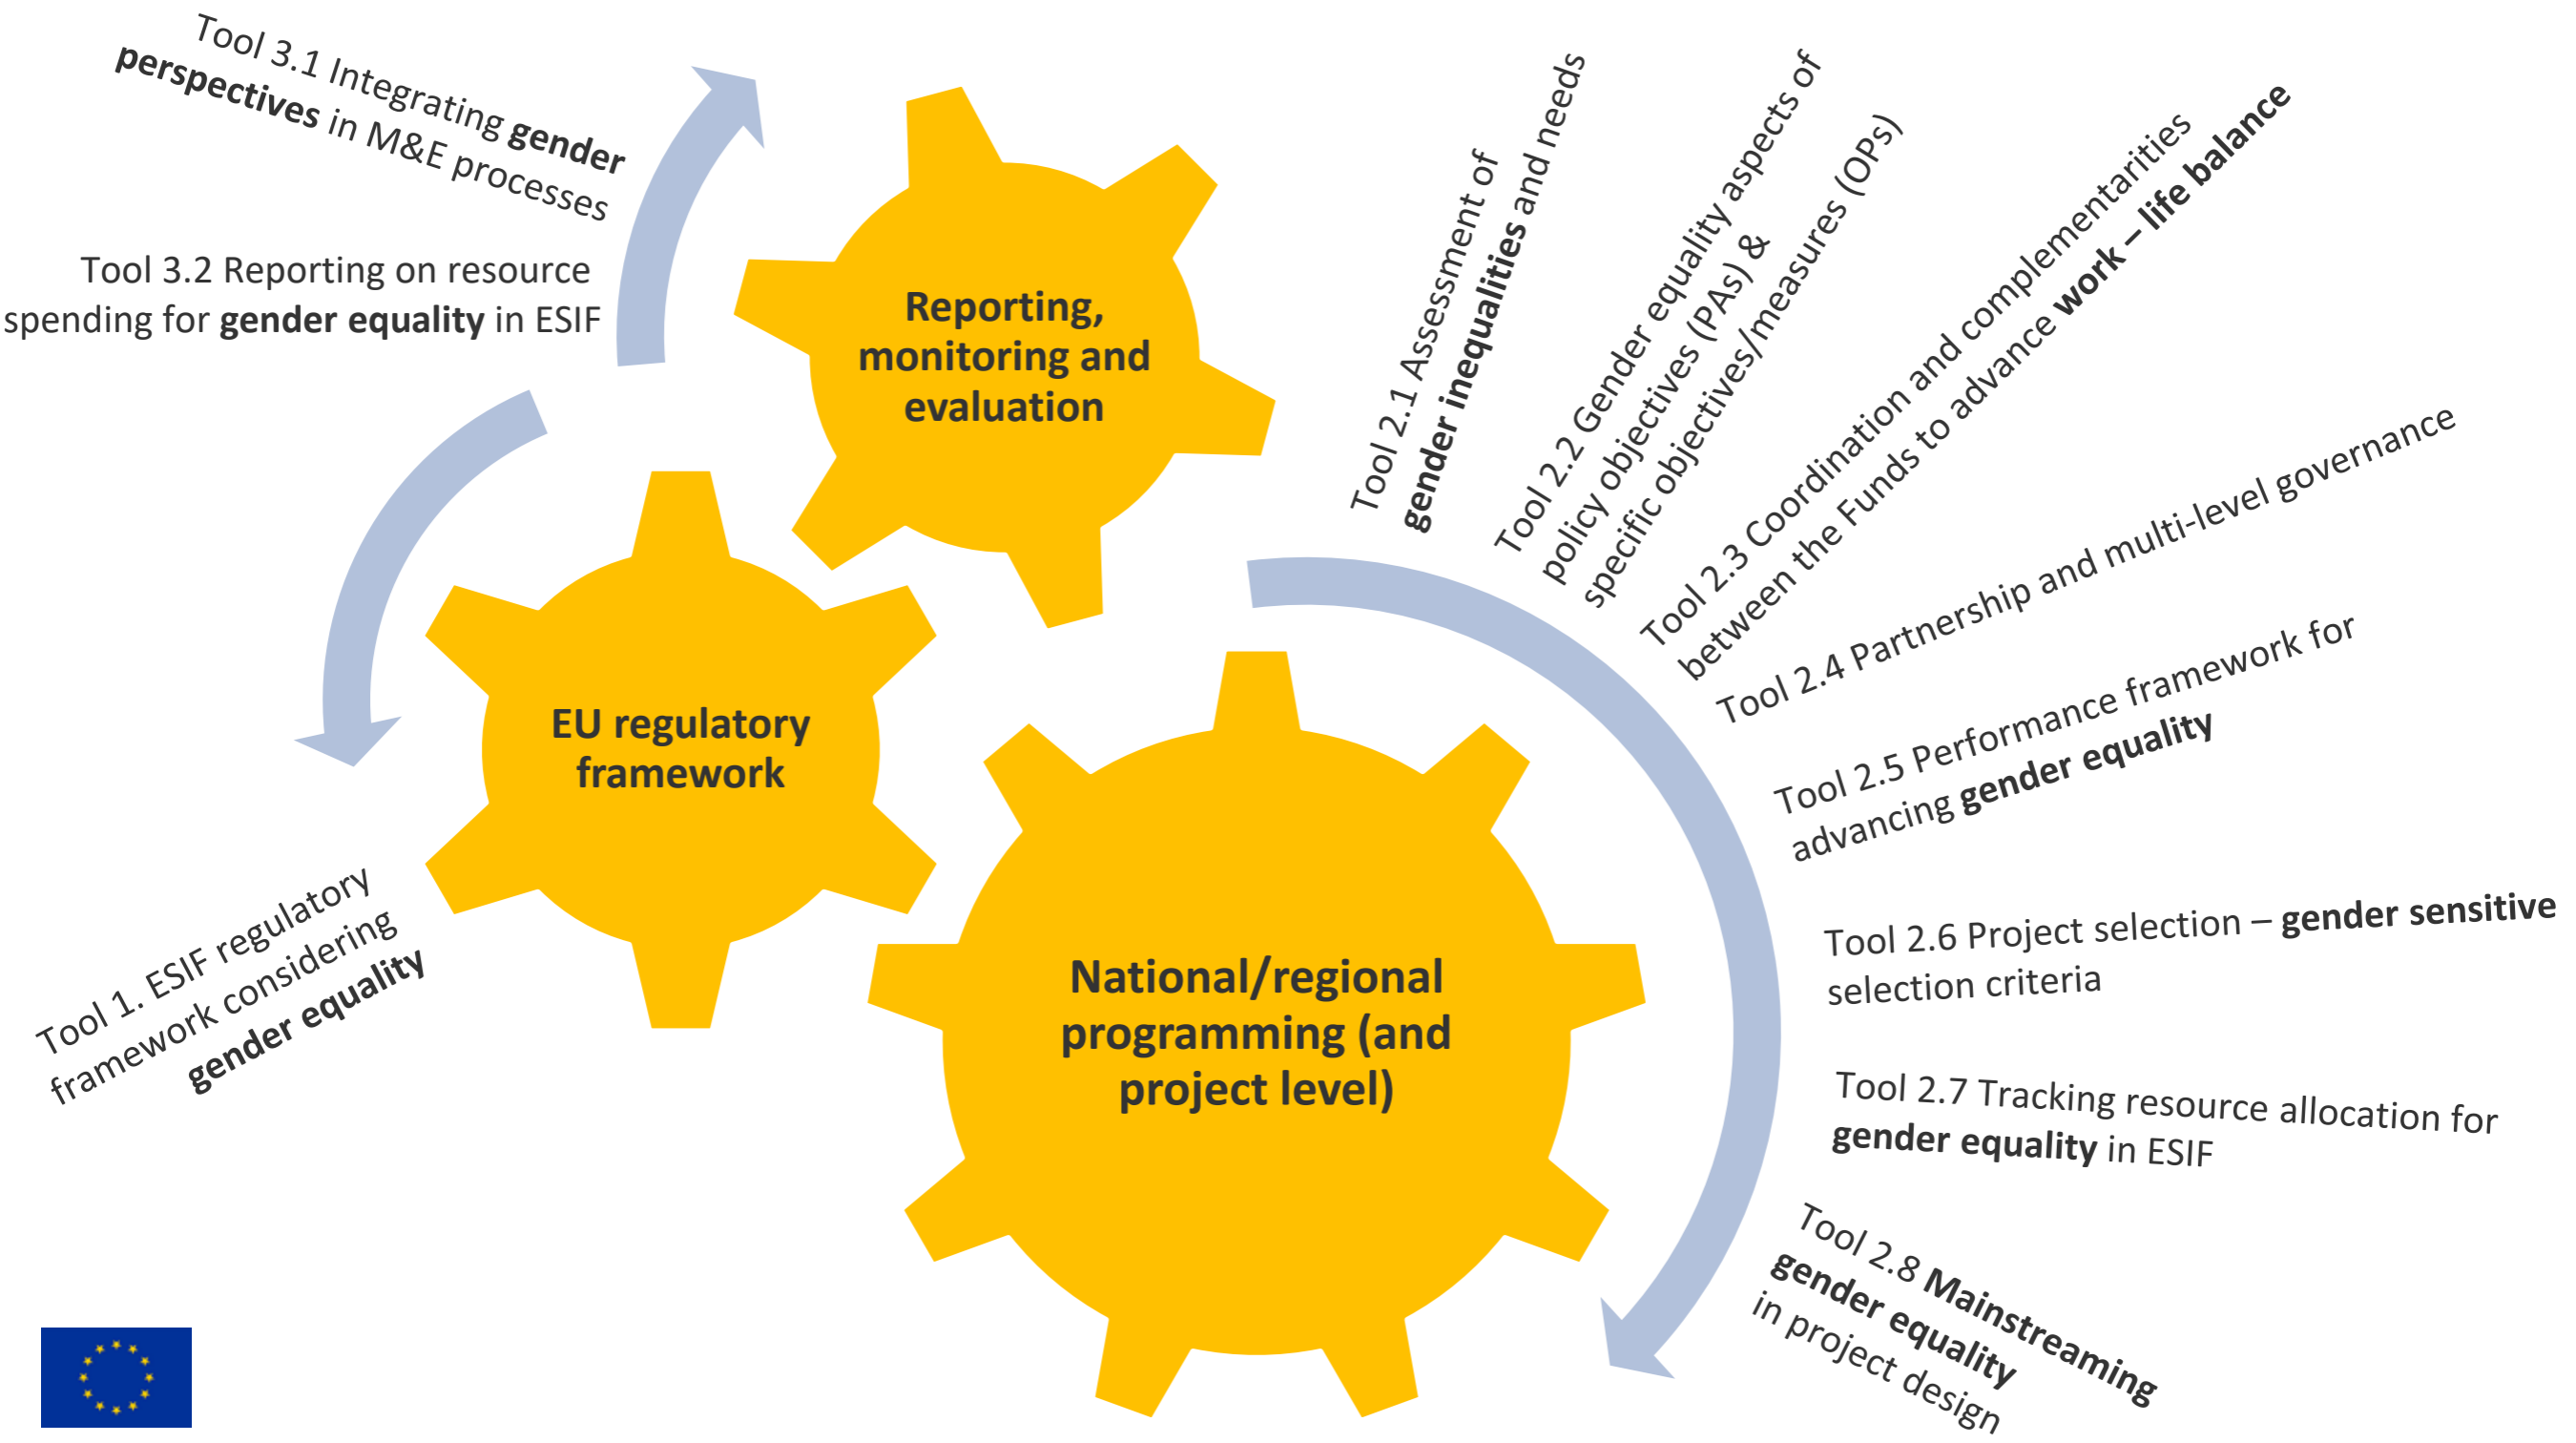 Tool 3.1 Integrating gender
perspectives in M&E processes
Tool 3.2 Reporting on resource
spending for gender equality in ESIF
Reporting,
monitoring and
evaluation
EU regulatory
framework
Tool 1. ESIF regulatory
framework considering
gender equality
National/regional
programming (and
project level)
Tool 2.1 Assessment of
gender inequalities and needs
Tool 2.2 Gender equality aspects of
policy objectives (PAs) &
specific objectives/measures (OPs)
Tool 2.3 Coordination and complementarities
between the Funds to advance work – life balance
Tool 2.4 Partnership and multi-level governance
Tool 2.5 Performance framework for
advancing gender equality
Tool 2.6 Project selection – gender sensitive
selection criteria
Tool 2.7 Tracking resource allocation for
gender equality in ESIF
Tool 2.8 Mainstreaming
gender equality
in project design